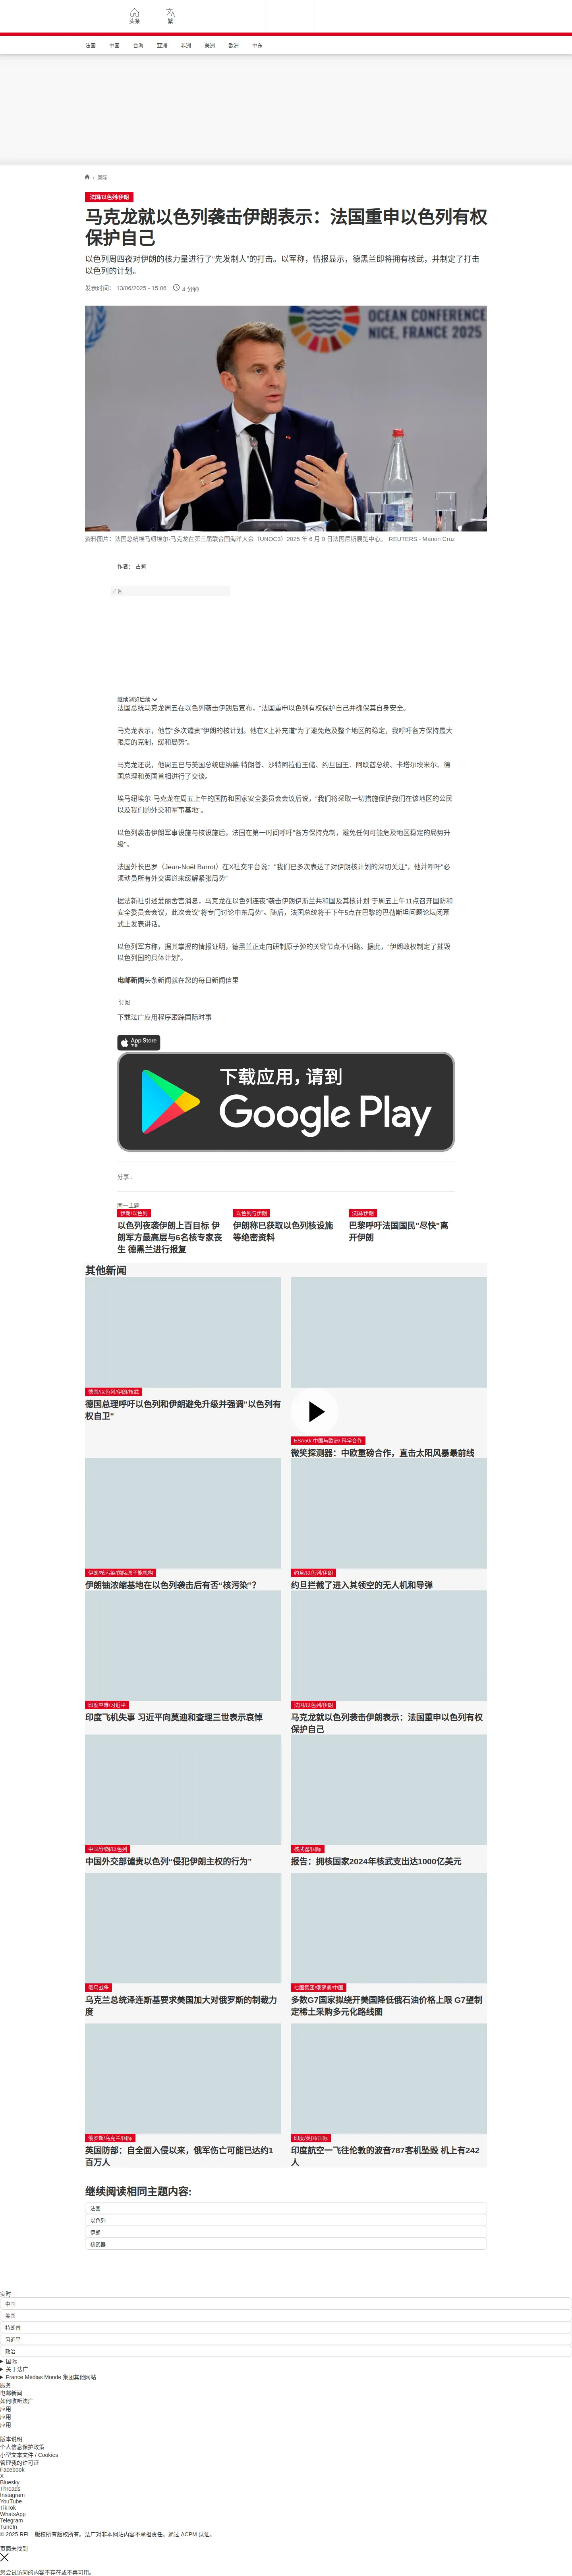 头条
繁
法国 中国 台海 亚洲 非洲 美洲 欧洲 中东
/ 国际
法国/以色列/伊朗
马克龙就以色列袭击伊朗表示：法国重申以色列有权
保护自己
以色列周四夜对伊朗的核力量进行了“先发制人”的打击。以军称，情报显示，德黑兰即将拥有核武，并制定了打击
以色列的计划。
发表时间： 13/06/2025 - 15:06 4 分钟
OCEAN CONFERENCE
NICE, FRANCE 2025
资料图片：法国总统埃马纽埃尔·马克龙在第三届联合国海洋大会（UNOC3）2025 年 6 月 9 日法国尼斯展览中心。 REUTERS - Manon Cruz
作者： 古莉
广告
继续浏览后续
法国总统马克龙周五在以色列袭击伊朗后宣布，“法国重申以色列有权保护自己并确保其自身安全。
马克龙表示，他曾“多次谴责”伊朗的核计划。他在X上补充道“为了避免危及整个地区的稳定，我呼吁各方保持最大
限度的克制，缓和局势”。
马克龙还说，他周五已与美国总统唐纳德·特朗普、沙特阿拉伯王储、约旦国王、阿联酋总统、卡塔尔埃米尔、德
国总理和英国首相进行了交谈。
埃马纽埃尔·马克龙在周五上午的国防和国家安全委员会会议后说，“我们将采取一切措施保护我们在该地区的公民
以及我们的外交和军事基地”。
以色列袭击伊朗军事设施与核设施后，法国在第一时间呼吁"各方保持克制，避免任何可能危及地区稳定的局势升
级"。
法国外长巴罗（Jean-Noël Barrot）在X社交平台说："我们已多次表达了对伊朗核计划的深切关注"，他并呼吁"必
须动员所有外交渠道来缓解紧张局势"
据法新社引述爱丽舍宫消息，马克龙在以色列连夜"袭击伊朗伊斯兰共和国及其核计划"于周五上午11点召开国防和
安全委员会会议，此次会议"将专门讨论中东局势"。随后，法国总统将于下午5点在巴黎的巴勒斯坦问题论坛闭幕
式上发表讲话。
以色列军方称，据其掌握的情报证明，德黑兰正走向研制原子弹的关键节点不归路。据此，“伊朗政权制定了摧毁
以色列国的具体计划”。
电邮新闻头条新闻就在您的每日新闻信里
订阅
下载法广应用程序跟踪国际时事
App Store
下载
下载应用，请到
Google Play
分享 :
同一主题
伊朗/以色列
以色列夜袭伊朗上百目标 伊
朗军方最高层与6名核专家丧
生 德黑兰进行报复
以色列与伊朗
伊朗称已获取以色列核设施
等绝密资料
法国/伊朗
巴黎呼吁法国国民"尽快"离
开伊朗
其他新闻
德国/以色列/伊朗/核武
德国总理呼吁以色列和伊朗避免升级并强调“以色列有
权自卫”
ESA50/ 中国与欧洲/ 科学合作
微笑探测器：中欧重磅合作，直击太阳风暴最前线
伊朗/核污染/国际原子能机构
伊朗铀浓缩基地在以色列袭击后有否“核污染”？
约旦/以色列/伊朗
约旦拦截了进入其领空的无人机和导弹
印度空难/习近平
印度飞机失事 习近平向莫迪和查理三世表示哀悼
法国/以色列/伊朗
马克龙就以色列袭击伊朗表示：法国重申以色列有权
保护自己
中国/伊朗/以色列
中国外交部谴责以色列“侵犯伊朗主权的行为”
核武器/国际
报告：拥核国家2024年核武支出达1000亿美元
俄乌战争
乌克兰总统泽连斯基要求美国加大对俄罗斯的制裁力
度
七国集团/俄罗斯/中国
多数G7国家拟绕开美国降低俄石油价格上限 G7望制
定稀土采购多元化路线图
俄罗斯/乌克兰/国际
英国防部：自全面入侵以来，俄军伤亡可能已达约1
百万人
印度/英国/国际
印度航空一飞往伦敦的波音787客机坠毁 机上有242
人
继续阅读相同主题内容:
法国
以色列
伊朗
核武器
实时
中国
美国
特朗普
习近平
政治
国际
关于法广
France Médias Monde 集团其他网站
服务
电邮新闻
如何收听法广
应用
应用
应用
版本说明
个人信息保护政策
小型文本文件 / Cookies
管理我的许可证
Facebook
X
Bluesky
Threads
Instagram
YouTube
TikTok
WhatsApp
Telegram
TuneIn
© 2025 RFI – 版权所有版权所有。法广对非本网站内容不承担责任。通过 ACPM 认证。
页面未找到
您尝试访问的内容不存在或不再可用。